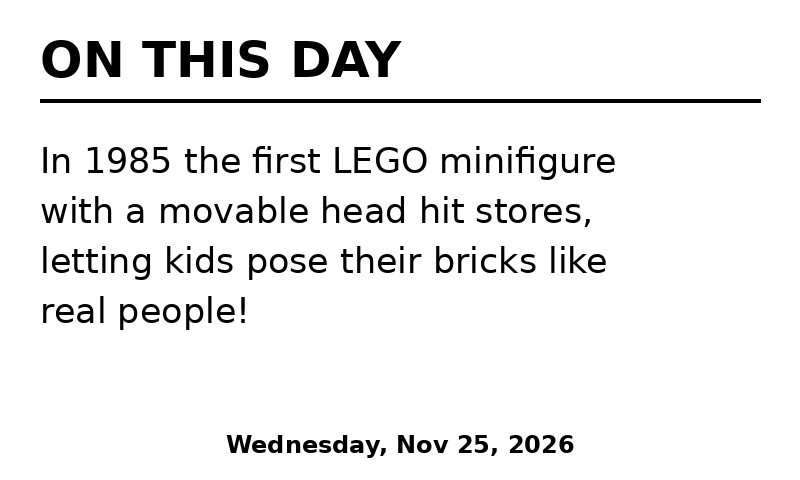 ON THIS DAY
In 1985 the first LEGO minifigure
with a movable head hit stores,
letting kids pose their bricks like
real people!
Wednesday, Nov 25, 2026